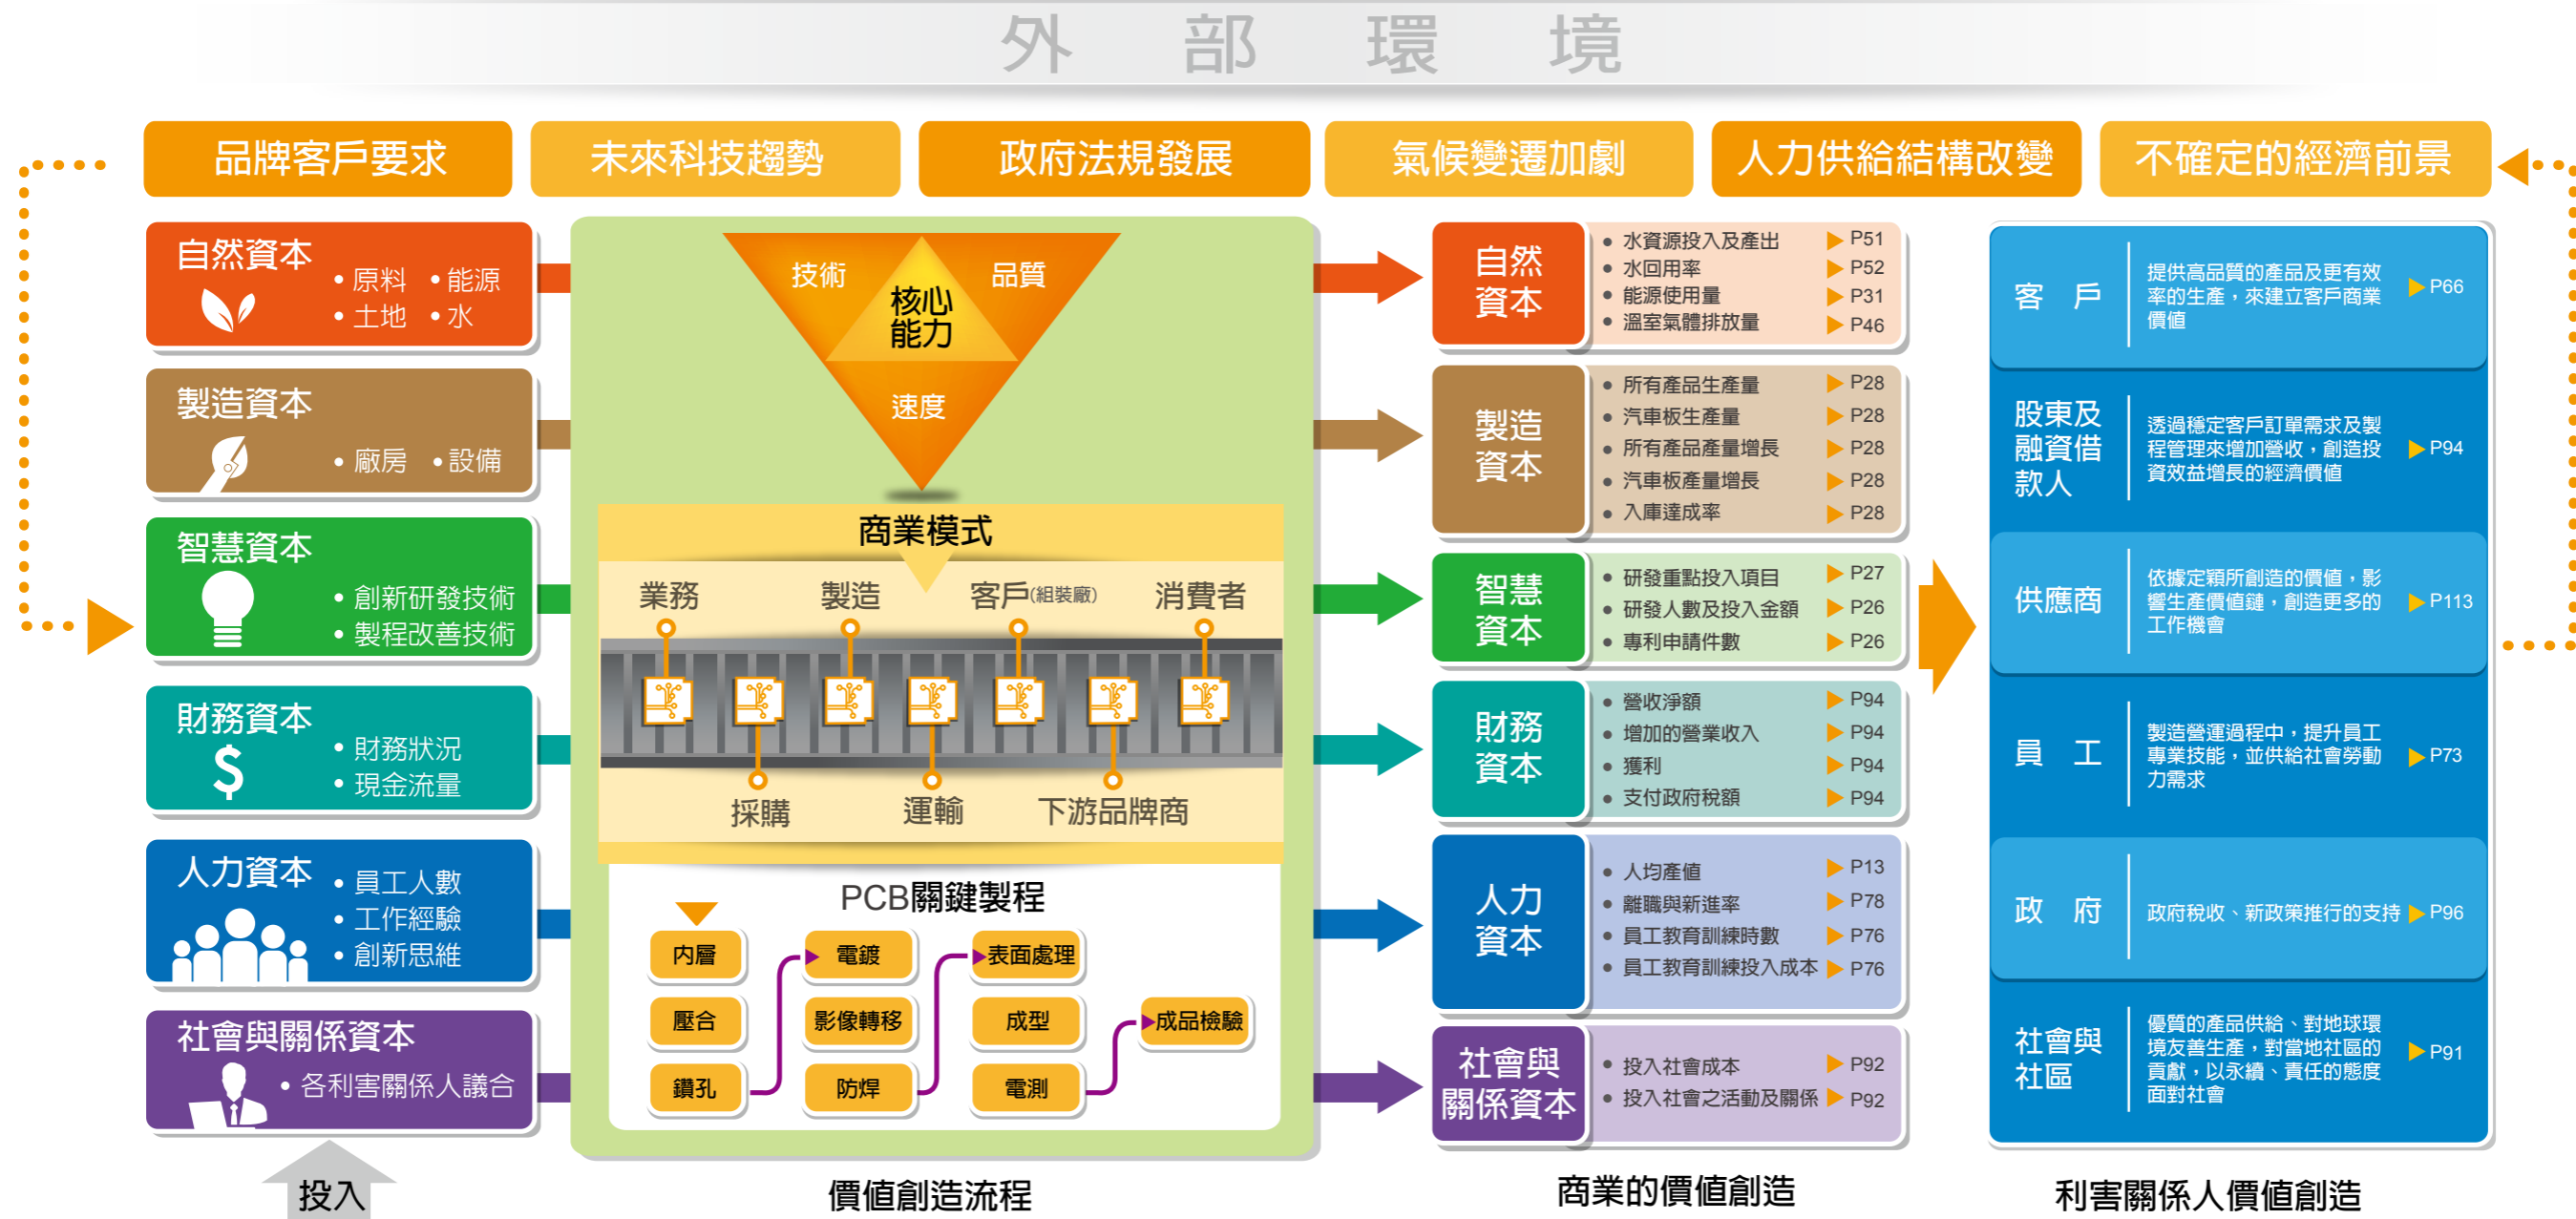 外部環境
品牌客戶要求
未來科技趨勢
政府法規發展
氣候變遷加劇
人力供給結構改變
不確定的經濟前景
自然資本
• 原料 • 能源
• 土地 • 水
製造資本
• 廠房 • 設備
智慧資本
• 創新研發技術
• 製程改善技術
財務資本
$
• 財務狀況
• 現金流量
人力資本
• 員工人數
• 工作經驗
• 創新思維
社會與關係資本
• 各利害關係人議合
投入
技術
品質
核心
能力
速度
商業模式
業務
製造
客戶(組裝廠)
消費者
採購
運輸
下游品牌商
PCB關鍵製程
內層
壓合
鑽孔
電鍍
影像轉移
防焊
表面處理
成型
電測
成品檢驗
價值創造流程
自然
資本
• 水資源投入及產出 P51
• 水回用率 P52
• 能源使用量 P31
• 溫室氣體排放量 P46
製造
資本
• 所有產品生產量 P28
• 汽車板生產量 P28
• 所有產品產量增長 P28
• 汽車板產量增長 P28
• 入庫達成率 P28
智慧
資本
• 研發重點投入項目 P27
• 研發人數及投入金額 P26
• 專利申請件數 P26
財務
資本
• 營收淨額 P94
• 增加的營業收入 P94
• 獲利 P94
• 支付政府稅額 P94
人力
資本
• 人均產值 P13
• 離職與新進率 P78
• 員工教育訓練時數 P76
• 員工教育訓練投入成本 P76
社會與
關係資本
• 投入社會成本 P92
• 投入社會之活動及關係 P92
商業的價值創造
客戶
提供高品質的產品及更有效
率的生產，來建立客戶商業
價值
P66
股東及
融資借
款人
透過穩定客戶訂單需求及製
程管理來增加營收，創造投
資效益增長的經濟價值
P94
供應商
依據定穎所創造的價值，影
響生產價值鏈，創造更多的
工作機會
P113
員工
製造營運過程中，提升員工
專業技能，並供給社會勞動
力需求
P73
政府
政府稅收、新政策推行的支持 P96
社會與
社區
優質的產品供給、對地球環
境友善生產，對當地社區的
貢獻，以永續、責任的態度
面對社會
P91
利害關係人價值創造